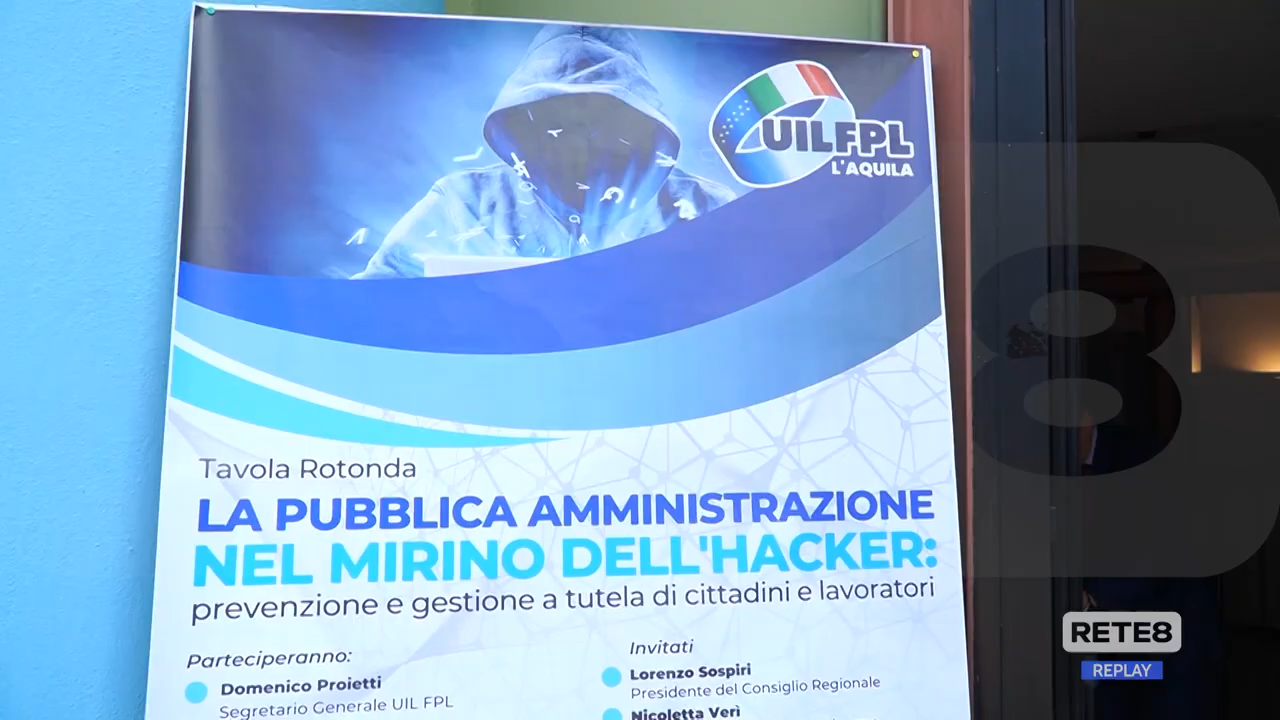 UILFPL
L'AQUILA
Tavola Rotonda
LA PUBBLICA AMMINISTRAZIONE
NEL MIRINO DELL'HACKER:
prevenzione e gestione a tutela di cittadini e lavoratori
Parteciperanno:
Domenico Proietti
Segretario Generale UIL FPL
Invitati
Lorenzo Sospiri
Presidente del Consiglio Regionale
Nicoletta Verì
8
RETE8
REPLAY